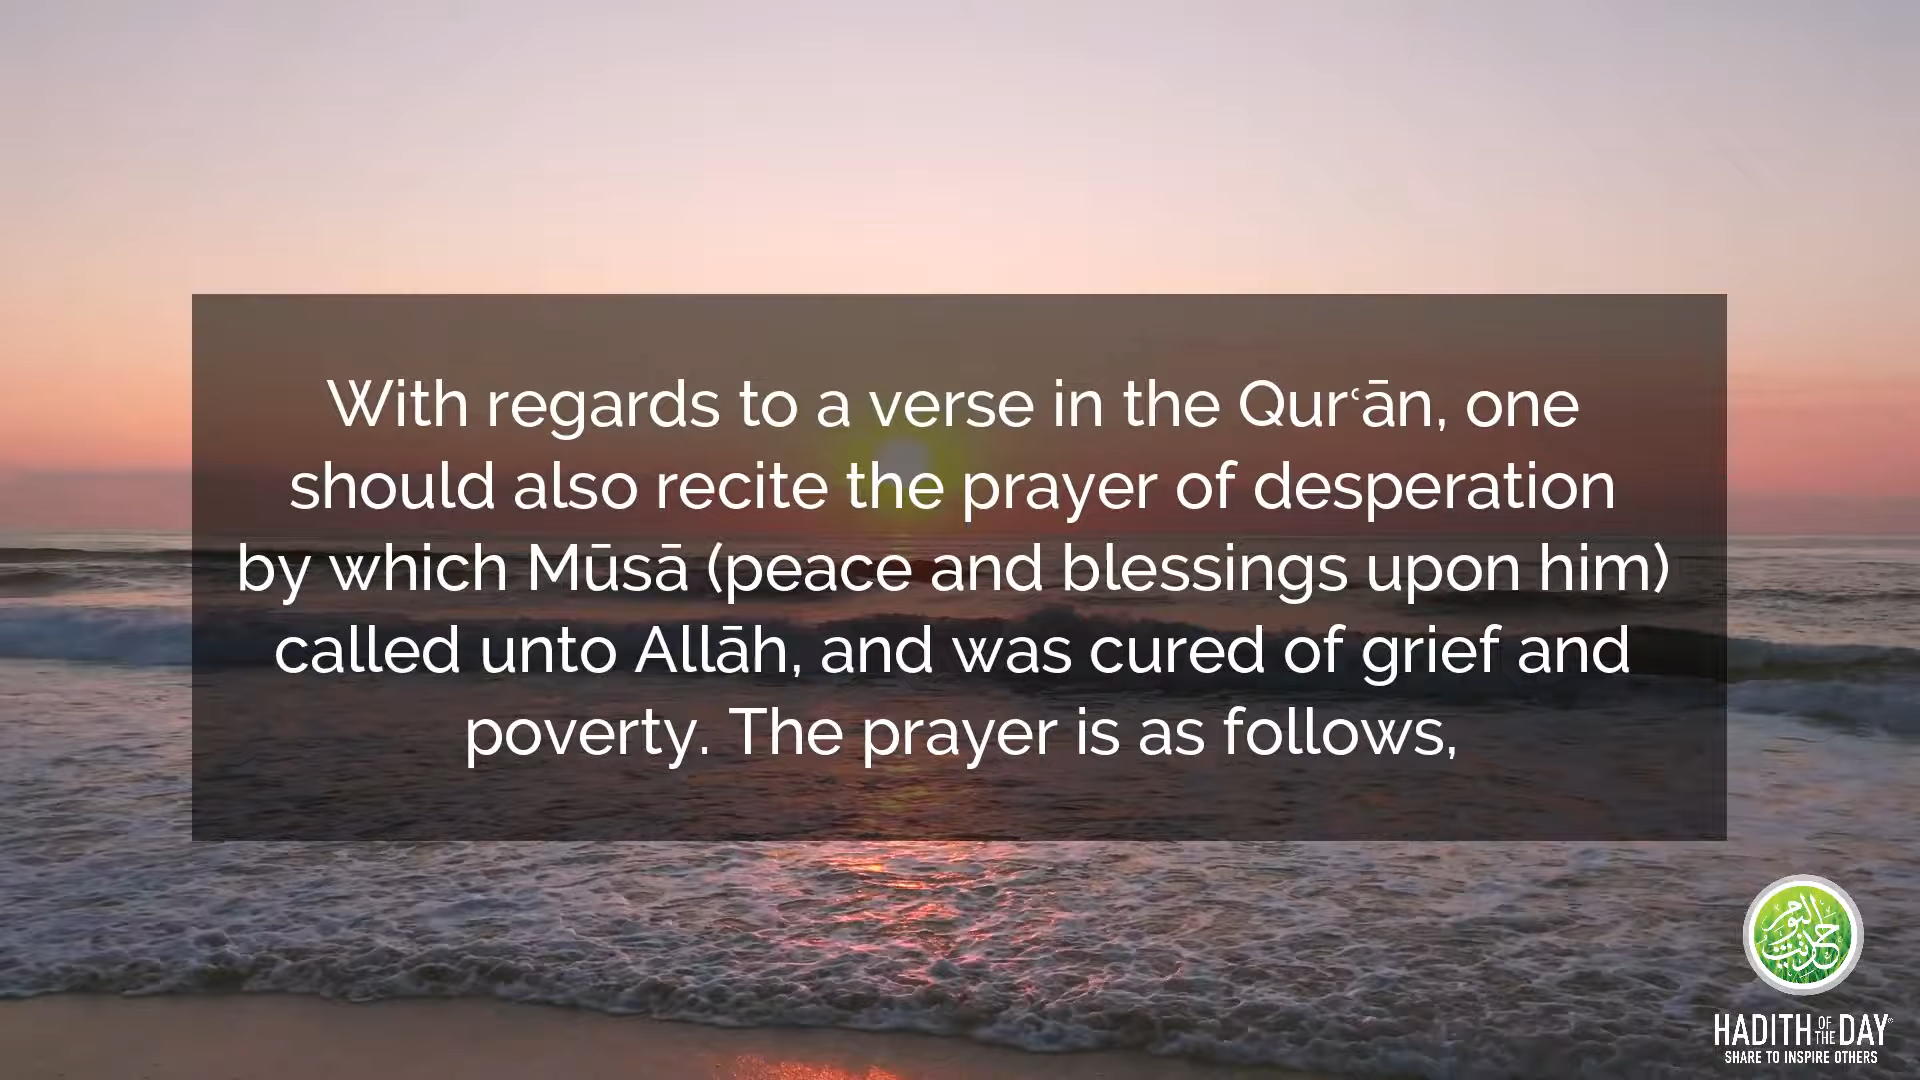 With regards to a verse in the Qurʿān, one
should also recite the prayer of desperation
by which Mūsā (peace and blessings upon him)
called unto Allāh, and was cured of grief and
poverty. The prayer is as follows,
حديث اليوم
HADITH OF THE DAY®
SHARE TO INSPIRE OTHERS